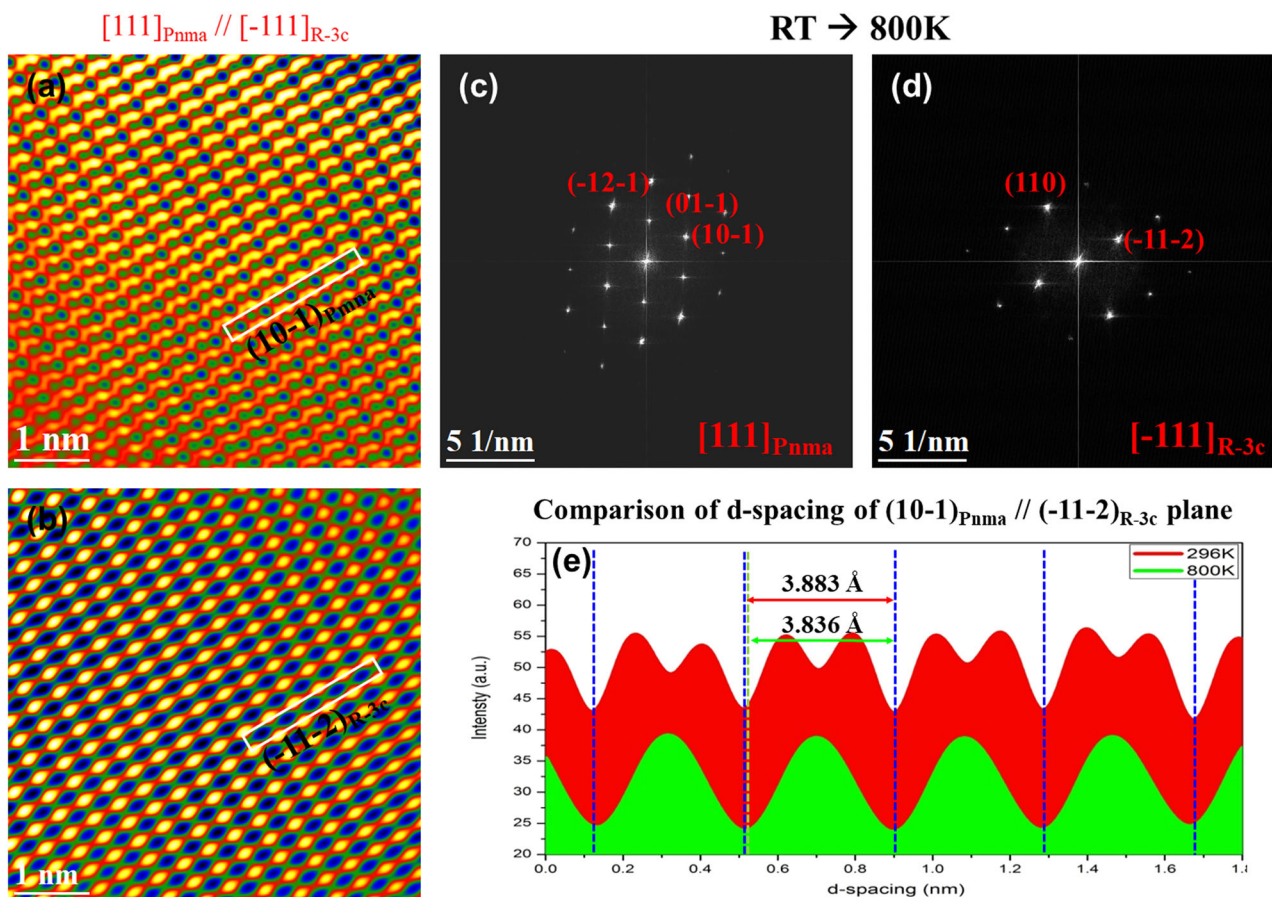 [111]Pnma // [-111]R-3c
RT → 800K
(a)
(10-1)Pmna
1 nm
(c)
(-12-1)
(01-1)
(10-1)
5 1/nm
[111]Pnma
(d)
(110)
(-11-2)
5 1/nm
[-111]R-3c
(b)
(-11-2)R-3c
1 nm
Comparison of d-spacing of (10-1)Pnma // (-11-2)R-3c plane
(e)
296K
800K
3.883 Å
3.836 Å
Intensty (a.u.)
70
65
60
55
50
45
40
35
30
25
20
0.0 0.2 0.4 0.6 0.8 1.0 1.2 1.4 1.6 1.8
d-spacing (nm)